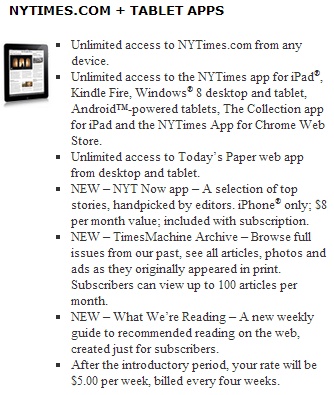 NYTIMES.COM + TABLET APPS
▪ Unlimited access to NYTimes.com from any
device.
▪ Unlimited access to the NYTimes app for iPad®,
Kindle Fire, Windows® 8 desktop and tablet,
Android™-powered tablets, The Collection app
for iPad and the NYTimes App for Chrome Web
Store.
▪ Unlimited access to Today's Paper web app
from desktop and tablet.
▪ NEW – NYT Now app – A selection of top
stories, handpicked by editors. iPhone® only; $8
per month value; included with subscription.
▪ NEW – TimesMachine Archive – Browse full
issues from our past, see all articles, photos and
ads as they originally appeared in print.
Subscribers can view up to 100 articles per
month.
▪ NEW – What We're Reading – A new weekly
guide to recommended reading on the web,
created just for subscribers.
▪ After the introductory period, your rate will be
$5.00 per week, billed every four weeks.